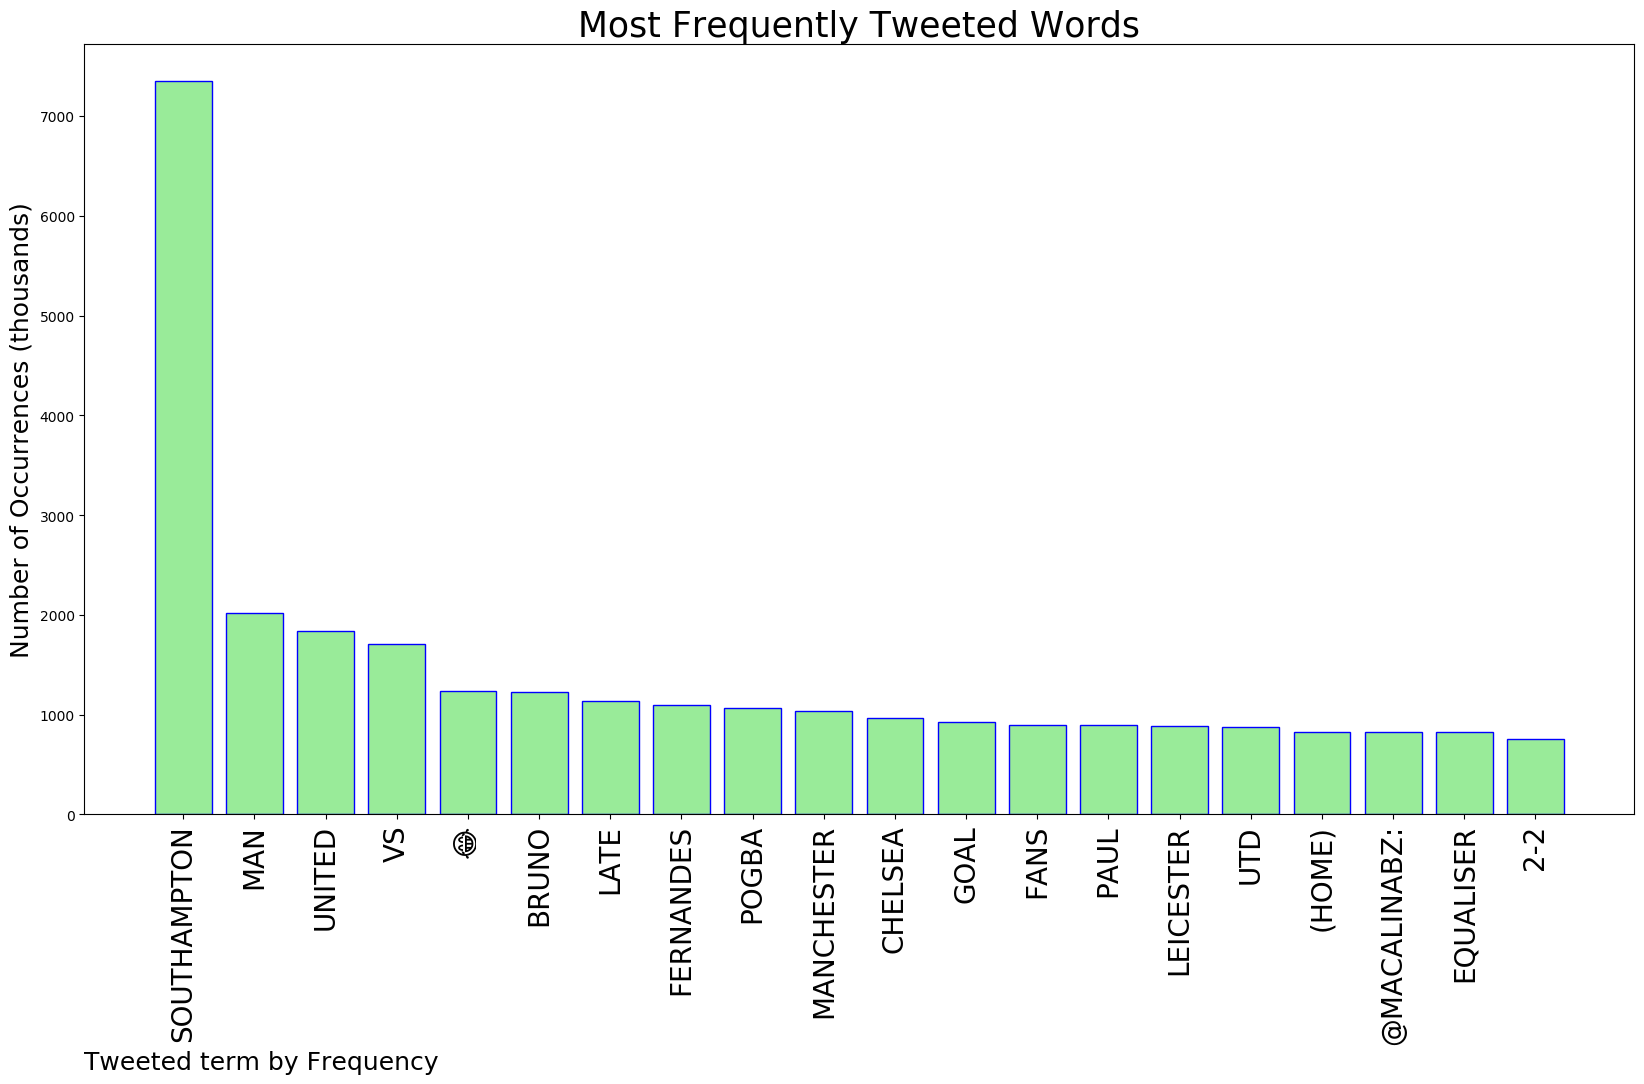 Most Frequently Tweeted Words
Number of Occurrences (thousands)
7000
6000
5000
4000
3000
2000
1000
0
SOUTHAMPTON
MAN
UNITED
VS
😂
BRUNO
LATE
FERNANDES
POGBA
MANCHESTER
CHELSEA
GOAL
FANS
PAUL
LEICESTER
UTD
(HOME)
@MACALINABZ:
EQUALISER
2-2
Tweeted term by Frequency